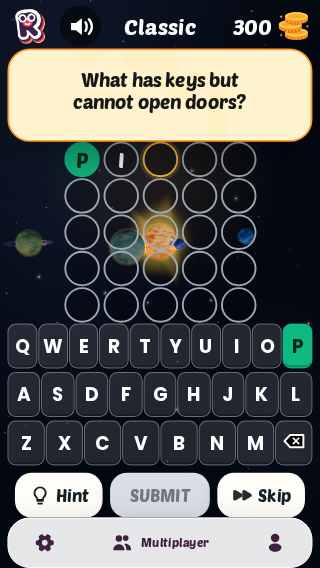 Classic
300
What has keys but
cannot open doors?
P I
Q W E R T Y U I O P
A S D F G H J K L
Z X C V B N M
Hint
SUBMIT
Skip
Multiplayer